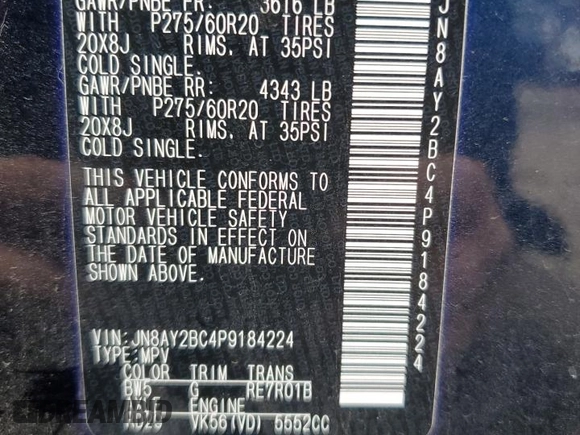 GAWR/PNBE FR: 3616 LB
WITH P275/60R20 TIRES
20X8J RIMS, AT 35PSI
COLD SINGLE.
GAWR/PNBE RR: 4343 LB
WITH P275/60R20 TIRES
20X8J RIMS, AT 35PSI
COLD SINGLE.
THIS VEHICLE CONFORMS TO
ALL APPLICABLE FEDERAL
MOTOR VEHICLE SAFETY
STANDARDS IN EFFECT ON
THE DATE OF MANUFACTURE
SHOWN ABOVE.
VIN: JN8AY2BC4P9184224
TYPE: MPV
COLOR TRIM TRANS
BW5 G RE7R01B
ENGINE
VK56(VD) 5552CC
JN8AY2BC4P9184224
DREAMBID